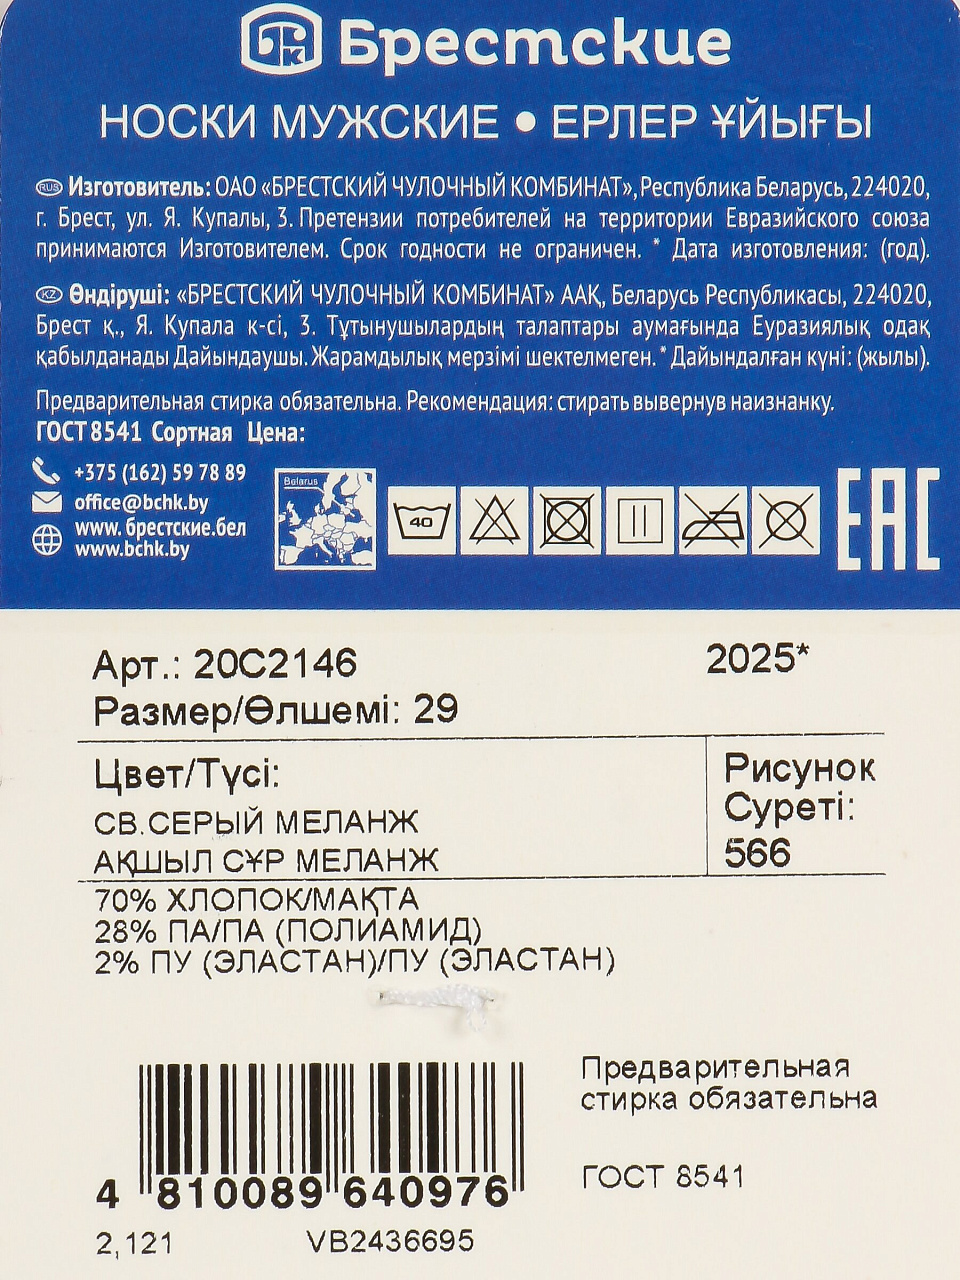 Брестские
НОСКИ МУЖСКИЕ • ЕРЛЕР ҰЙЫҒЫ
RUS Изготовитель: ОАО «БРЕСТСКИЙ ЧУЛОЧНЫЙ КОМБИНАТ», Республика Беларусь, 224020,
г. Брест, ул. Я. Купалы, 3. Претензии потребителей на территории Евразийского союза
принимаются Изготовителем. Срок годности не ограничен. * Дата изготовления: (год).
KZ Өндіруші: «БРЕСТСКИЙ ЧУЛОЧНЫЙ КОМБИНАТ» ААҚ, Беларусь Республикасы, 224020,
Брест қ., Я. Купала к-сі, 3. Тұтынушылардың талаптары аумағында Еуразиялық одақ
қабылданады Дайындаушы. Жарамдылық мерзімі шектелмеген. * Дайындалған күні: (жылы).
Предварительная стирка обязательна. Рекомендация: стирать вывернув наизнанку.
ГОСТ 8541 Сортная Цена:
+375 (162) 59 78 89
office@bchk.by
www. брестские.бел
www.bchk.by
Belarus
40
EAC
Арт.: 20С2146
2025*
Размер/Өлшемі: 29
Цвет/Түсі:
СВ.СЕРЫЙ МЕЛАНЖ
АҚШЫЛ СҰР МЕЛАНЖ
Рисунок
Суреті:
566
70% ХЛОПОК/МАҚТА
28% ПА/ПА (ПОЛИАМИД)
2% ПУ (ЭЛАСТАН)/ПУ (ЭЛАСТАН)
Предварительная
стирка обязательна
ГОСТ 8541
4 810089 640976
2,121
VB2436695